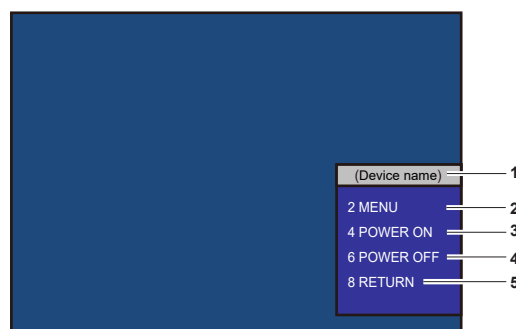 (Device name) 1
2 MENU 2
4 POWER ON 3
6 POWER OFF 4
8 RETURN 5